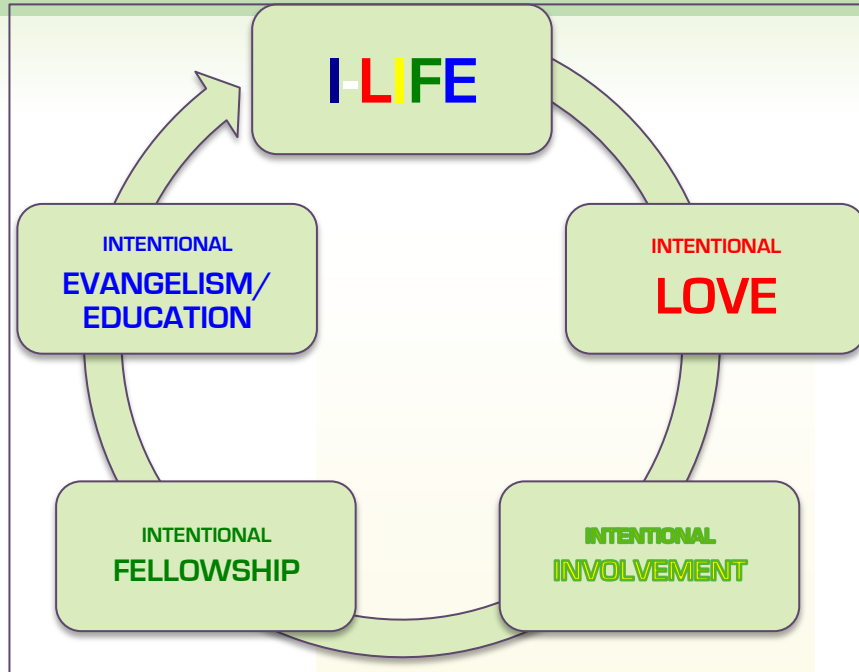 I-LIFE
INTENTIONAL
LOVE
INTENTIONAL
INVOLVEMENT
INTENTIONAL
FELLOWSHIP
INTENTIONAL
EVANGELISM/
EDUCATION